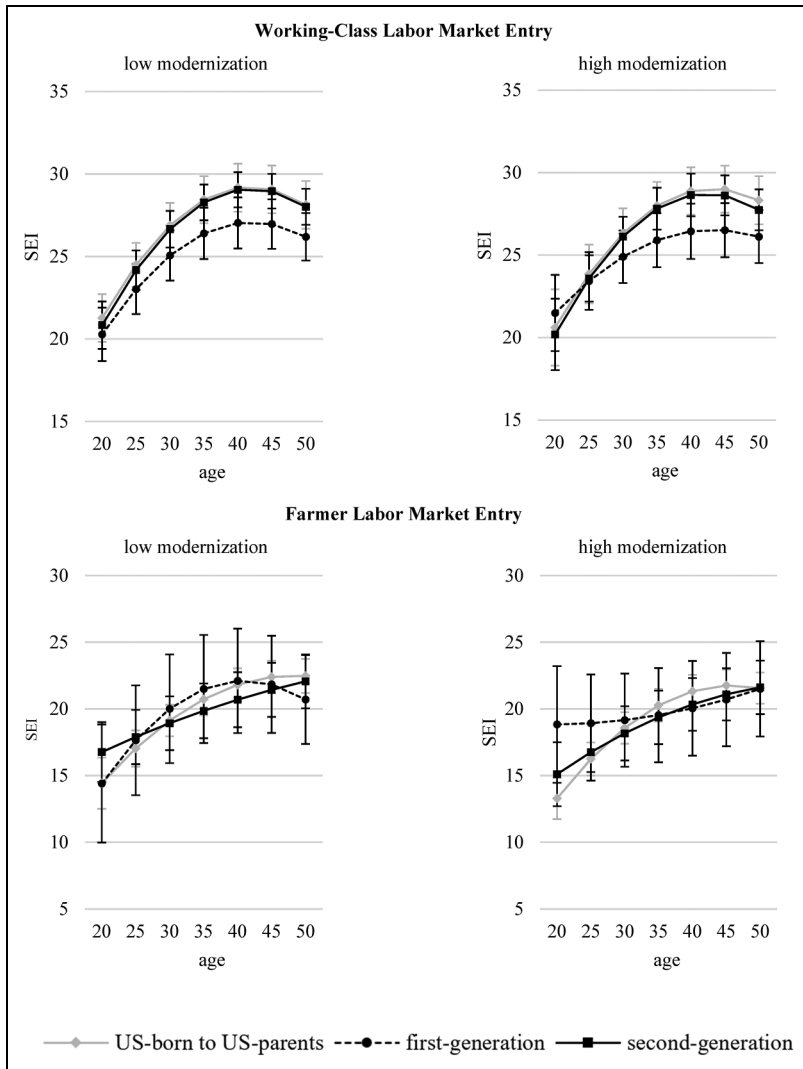 Working-Class Labor Market Entry
low modernization
high modernization
35
30
25
20
15
SEI
20 25 30 35 40 45 50
age
35
30
25
20
15
SEI
20 25 30 35 40 45 50
age
Farmer Labor Market Entry
low modernization
high modernization
30
25
20
15
10
5
SEI
20 25 30 35 40 45 50
age
30
25
20
15
10
5
SEI
20 25 30 35 40 45 50
age
US-born to US-parents first-generation second-generation